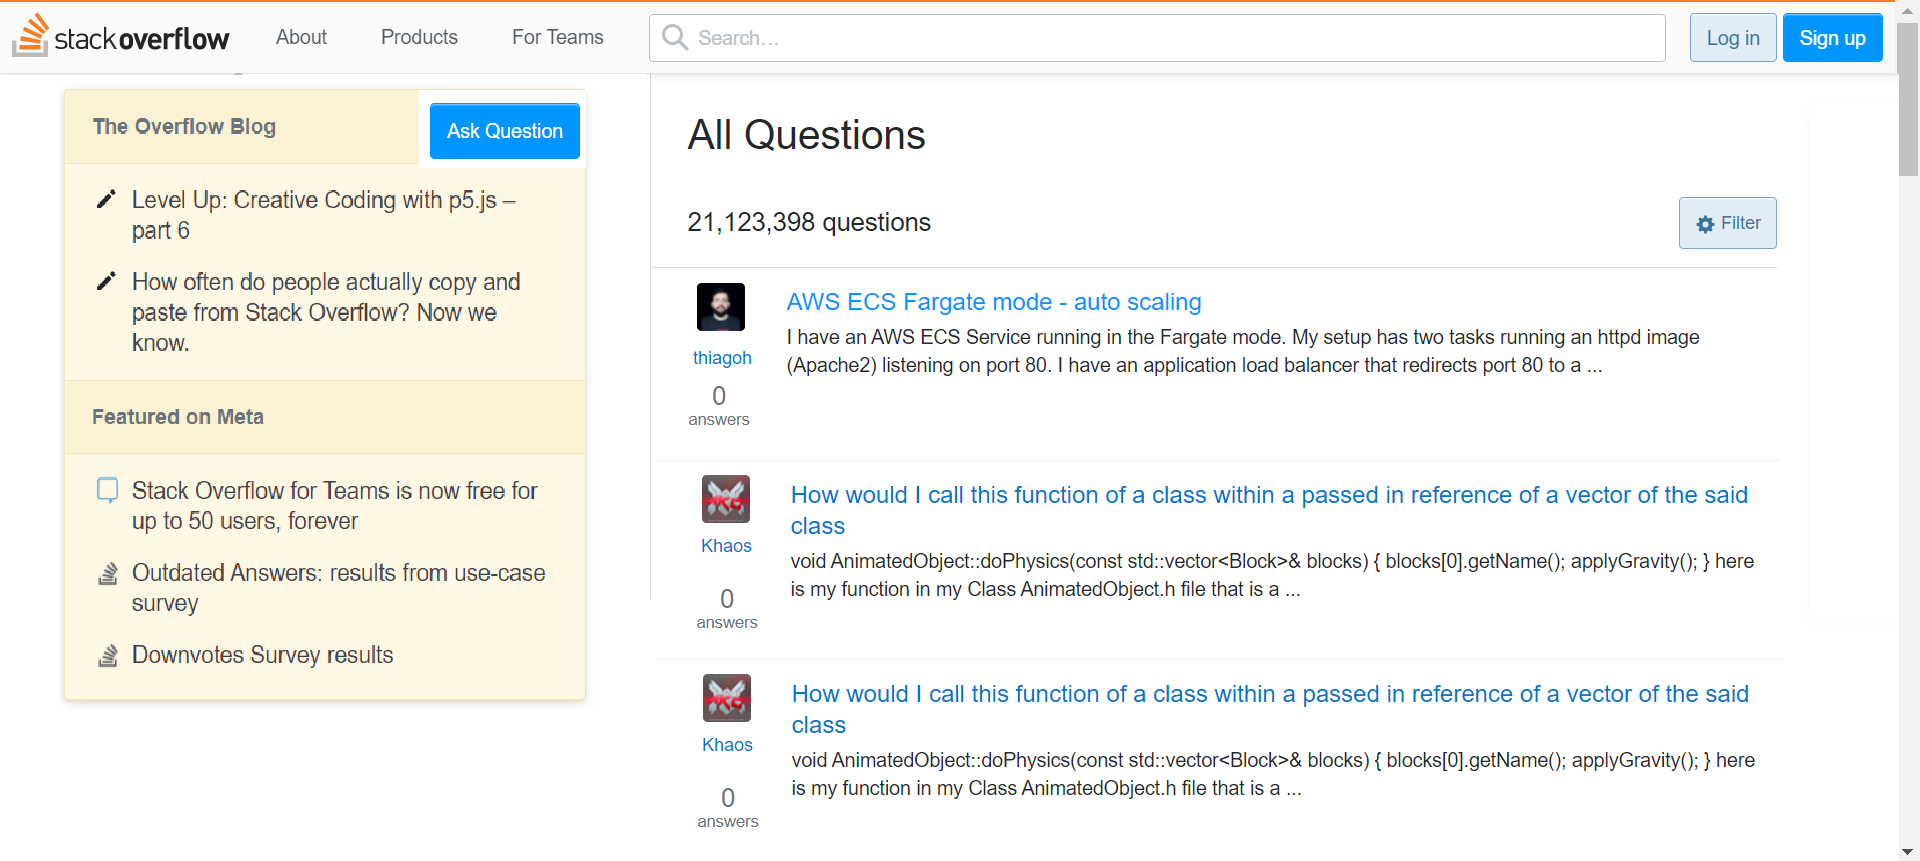 stackoverflow About Products For Teams Search... Log in Sign up
The Overflow Blog
Ask Question
Level Up: Creative Coding with p5.js –
part 6
How often do people actually copy and
paste from Stack Overflow? Now we
know.
Featured on Meta
Stack Overflow for Teams is now free for
up to 50 users, forever
Outdated Answers: results from use-case
survey
Downvotes Survey results
All Questions
21,123,398 questions
Filter
AWS ECS Fargate mode - auto scaling
I have an AWS ECS Service running in the Fargate mode. My setup has two tasks running an httpd image
(Apache2) listening on port 80. I have an application load balancer that redirects port 80 to a ...
thiagoh
0
answers
How would I call this function of a class within a passed in reference of a vector of the said
class
void AnimatedObject::doPhysics(const std::vector<Block>& blocks) { blocks[0].getName(); applyGravity(); } here
is my function in my Class AnimatedObject.h file that is a ...
Khaos
0
answers
How would I call this function of a class within a passed in reference of a vector of the said
class
void AnimatedObject::doPhysics(const std::vector<Block>& blocks) { blocks[0].getName(); applyGravity(); } here
is my function in my Class AnimatedObject.h file that is a ...
Khaos
0
answers